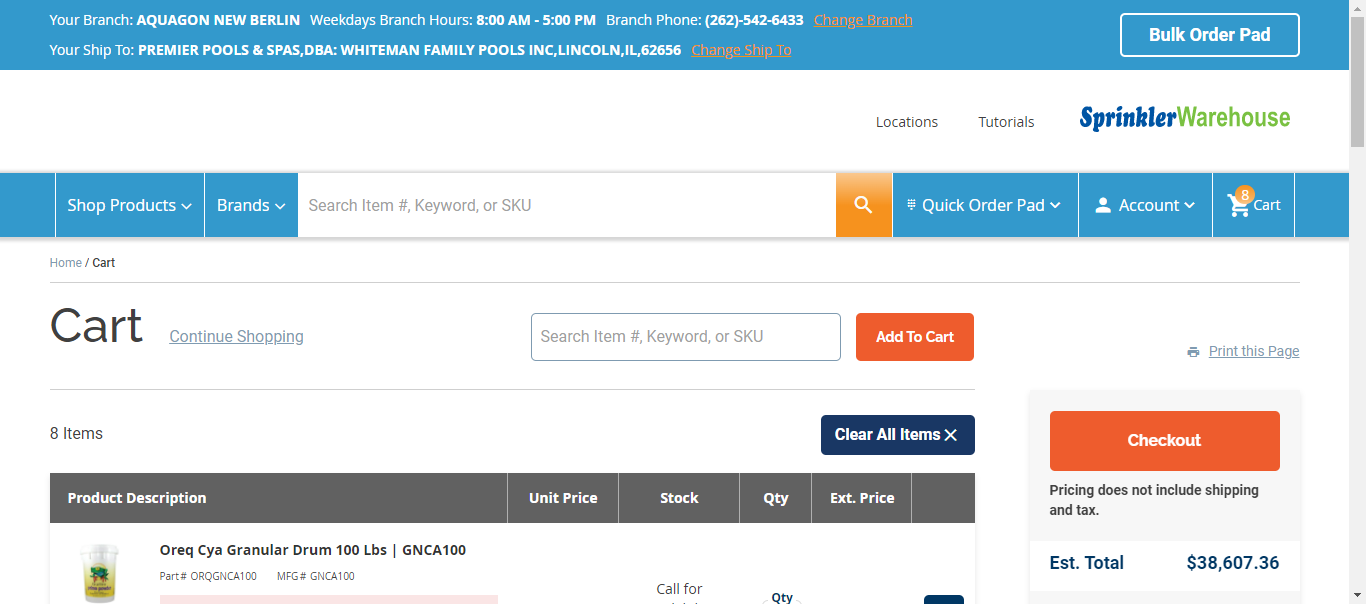 Your Branch: AQUAGON NEW BERLIN Weekdays Branch Hours: 8:00 AM - 5:00 PM Branch Phone: (262)-542-6433 Change Branch
Your Ship To: PREMIER POOLS & SPAS,DBA: WHITEMAN FAMILY POOLS INC,LINCOLN,IL,62656 Change Ship To
Bulk Order Pad
Locations Tutorials SprinklerWarehouse
Shop Products Brands Search Item #, Keyword, or SKU Quick Order Pad Account 8 Cart
Home / Cart
Cart Continue Shopping Search Item #, Keyword, or SKU Add To Cart
Print this Page
8 Items Clear All Items
Checkout
Pricing does not include shipping
and tax.
Product Description Unit Price Stock Qty Ext. Price
Est. Total $38,607.36
Oreq Cya Granular Drum 100 Lbs | GNCA100
Part# ORQGNCA100 MFG# GNCA100
Call for
Qty